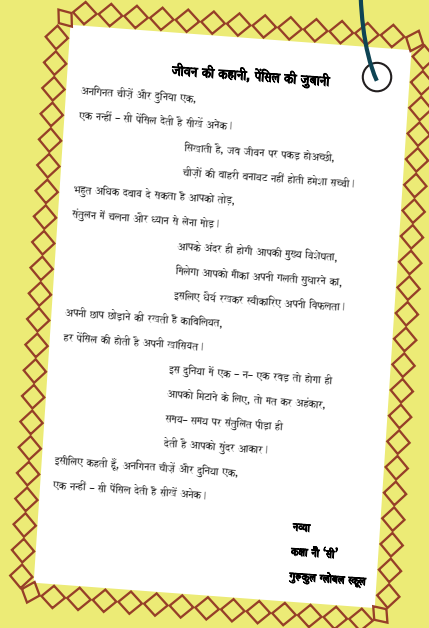 जीवन की कहानी, पेंसिल की जुबानी
अनगिनत चीज़ें और दुनिया एक,
एक नन्हीं – सी पेंसिल देती है सीखें अनेक।
सिखाती है, जब जीवन पर पकड़ होअच्छी,
चीज़ों की बाहरी बनावट नहीं होती हमेशा सच्ची।
भहुत अधिक दबाव दे सकता है आपको तोड़,
संतुलन में चलना और ध्यान से लेना मोड़।
आपके अंदर ही होगी आपकी मुख्य विशेषता,
मिलेगा आपको मौका अपनी गलती सुधारने का,
इसलिए धैर्य रखकर स्वीकारिए अपनी विफलता।
अपनी छाप छोड़ाने की रखती है काबिलियत,
हर पेंसिल की होती है अपनी खासियत।
इस दुनिया में एक – न– एक रबड़ तो होगा ही
आपको मिटाने के लिए, तो मत कर अहंकार,
समय– समय पर संतुलित पीड़ा ही
देती है आपको सुंदर आकार।
इसीलिए कहती हूँ, अनगिनत चीज़ें और दुनिया एक,
एक नन्हीं – सी पेंसिल देती है सीखें अनेक।
नव्या
कक्षा नौ ‘सी’
गुरुकुल ग्लोबल स्कूल